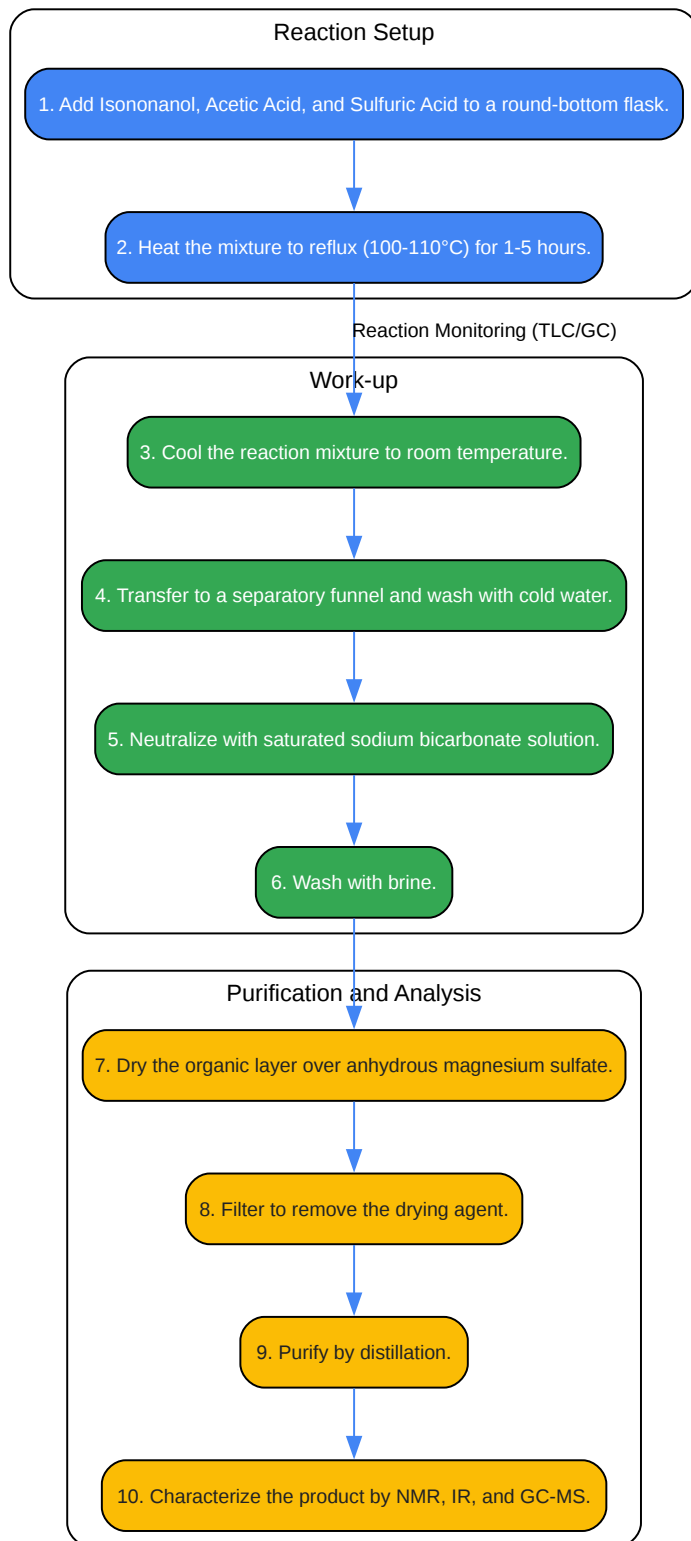 Reaction Setup
1. Add Isononanol, Acetic Acid, and Sulfuric Acid to a round-bottom flask.
2. Heat the mixture to reflux (100-110°C) for 1-5 hours.
Reaction Monitoring (TLC/GC)
Work-up
3. Cool the reaction mixture to room temperature.
4. Transfer to a separatory funnel and wash with cold water.
5. Neutralize with saturated sodium bicarbonate solution.
6. Wash with brine.
Purification and Analysis
7. Dry the organic layer over anhydrous magnesium sulfate.
8. Filter to remove the drying agent.
9. Purify by distillation.
10. Characterize the product by NMR, IR, and GC-MS.